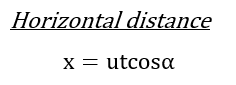 Horizontal distance
x = utcosα